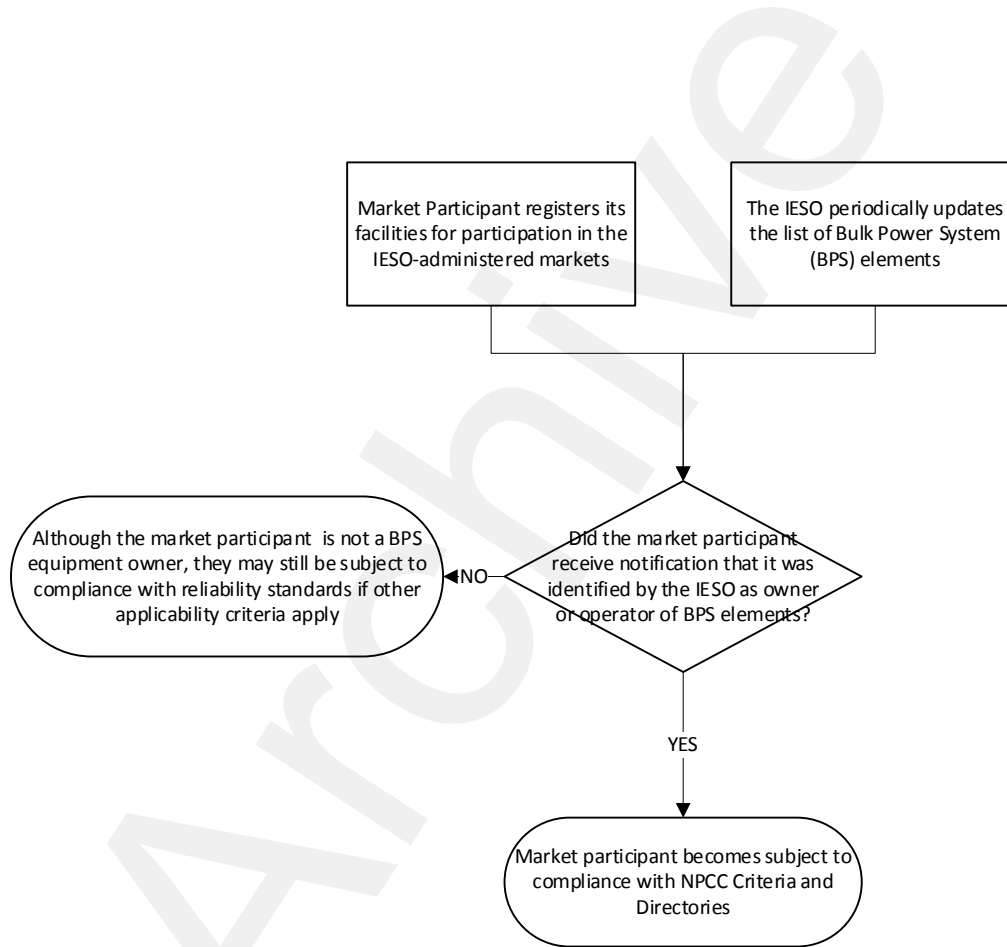 Market Participant registers its
facilities for participation in the
IESO-administered markets
The IESO periodically updates
the list of Bulk Power System
(BPS) elements
Although the market participant  is not a BPS
equipment owner, they may still be subject to
compliance with reliability standards if other
applicability criteria apply
NO
Did the market participant
receive notification that it was
identified by the IESO as owner
or operator of BPS elements?
YES
Market participant becomes subject to
compliance with NPCC Criteria and
Directories
Archive